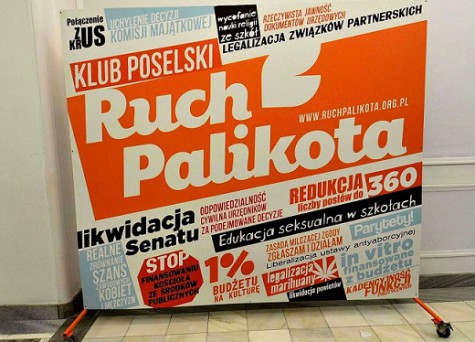 Połączenie
Z
KRUS
UCHYLENIE DECYZJI
KOMISJI MAJĄTKOWEJ
wycofanie
nauki religii
ze szkół
RZECZYWISTA JAWNOŚĆ
DOKUMENTÓW URZĘDOWYCH
LEGALIZACJA ZWIĄZKÓW PARTNERSKICH
KLUB POSELSKI
Ruch
Palikota
WWW.RUCHPALIKOTA.ORG.PL
likwidacja
Senatu
ODPOWIEDZIALNOŚĆ
CYWILNA URZĘDNIKÓW
ZA PODEJMOWANE DECYZJE
REDUKCJA
liczby posłów do
360
Edukacja seksualna w szkołach
REALNE
ZRÓWNANIE
SZANS
ZAWODOWYCH
KOBIET
I MĘŻCZYZN
STOP
FINANSOWANIU
KOŚCIOŁA
ZE ŚRODKÓW
PUBLICZNYCH
1%
BUDŻETU
NA KULTURĘ
ZASADA MILCZĄCEJ ZGODY
ZGŁASZAM I DZIAŁAM
Parytety!
Liberalizacja ustawy antyaborcyjnej
legalizacja
marihuany
likwidacja powiatów
in vitro
finansowane
z budżetu
KADENCYJNOŚĆ
FUNKCJI